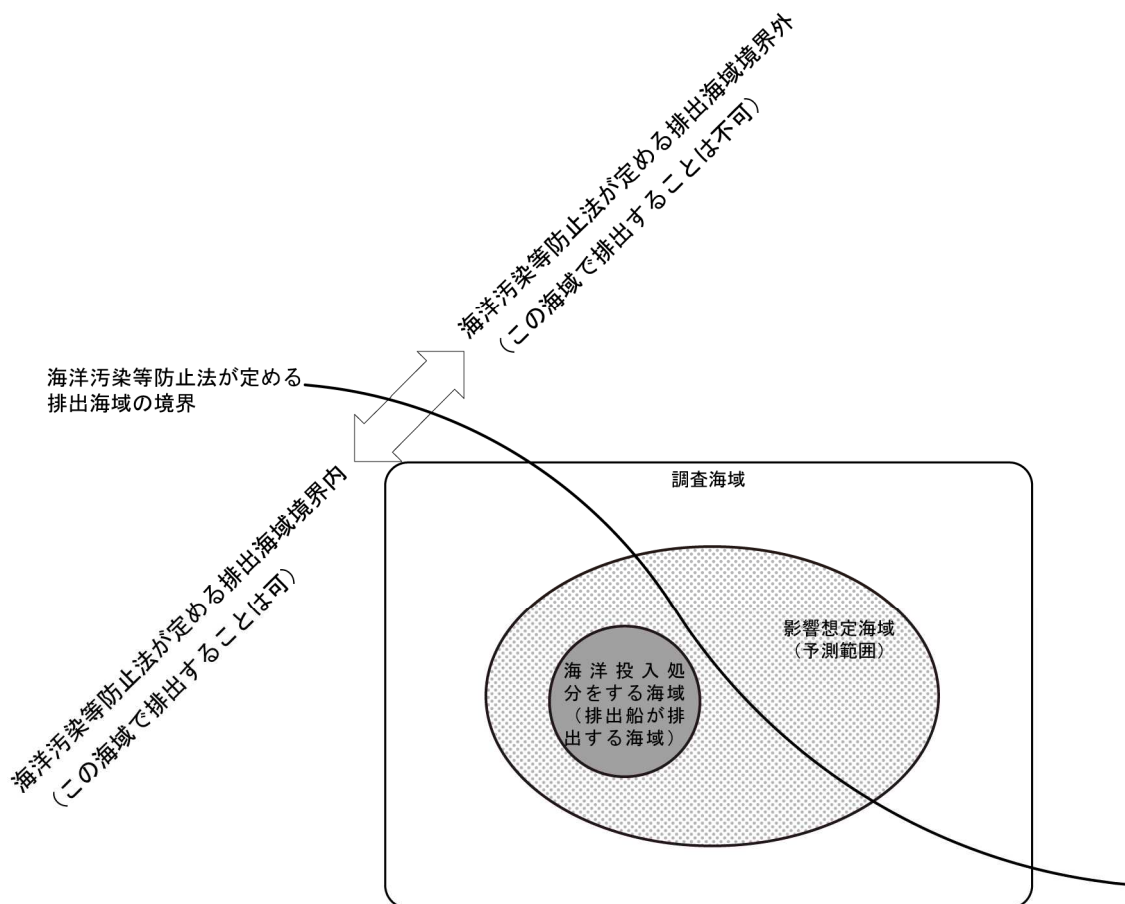 海洋汚染等防止法が定める排出海域境界外
（この海域で排出することは不可）
海洋汚染等防止法が定める
排出海域の境界
海洋汚染等防止法が定める排出海域境界内
（この海域で排出することは可）
調査海域
影響想定海域
（予測範囲）
海洋投入処
分をする海域
（排出船が排
出する海域）